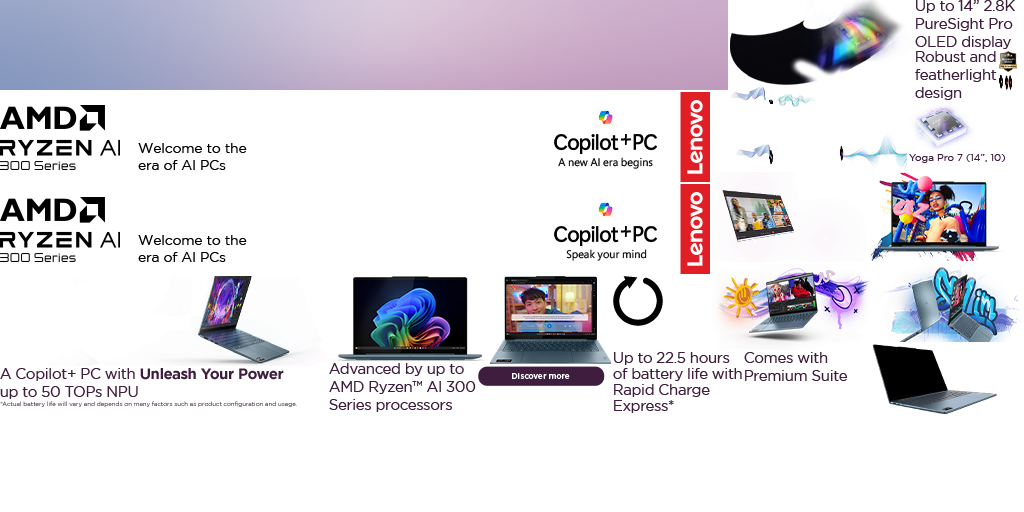 Up to 14” 2.8K
PureSight Pro
OLED display
Robust and
featherlight
design
AMD
RYZEN AI
300 Series
Welcome to the
era of AI PCs
Copilot+PC
A new AI era begins
Lenovo
Yoga Pro 7 (14”, 10)
AMD
RYZEN AI
300 Series
Welcome to the
era of AI PCs
Copilot+PC
Speak your mind
Lenovo
A Copilot+ PC with Unleash Your Power
up to 50 TOPs NPU
*Actual battery life will vary and depends on many factors such as product configuration and usage.
Advanced by up to
AMD Ryzen™ AI 300
Series processors
Discover more
Up to 22.5 hours
of battery life with
Rapid Charge
Express*
Comes with
Premium Suite